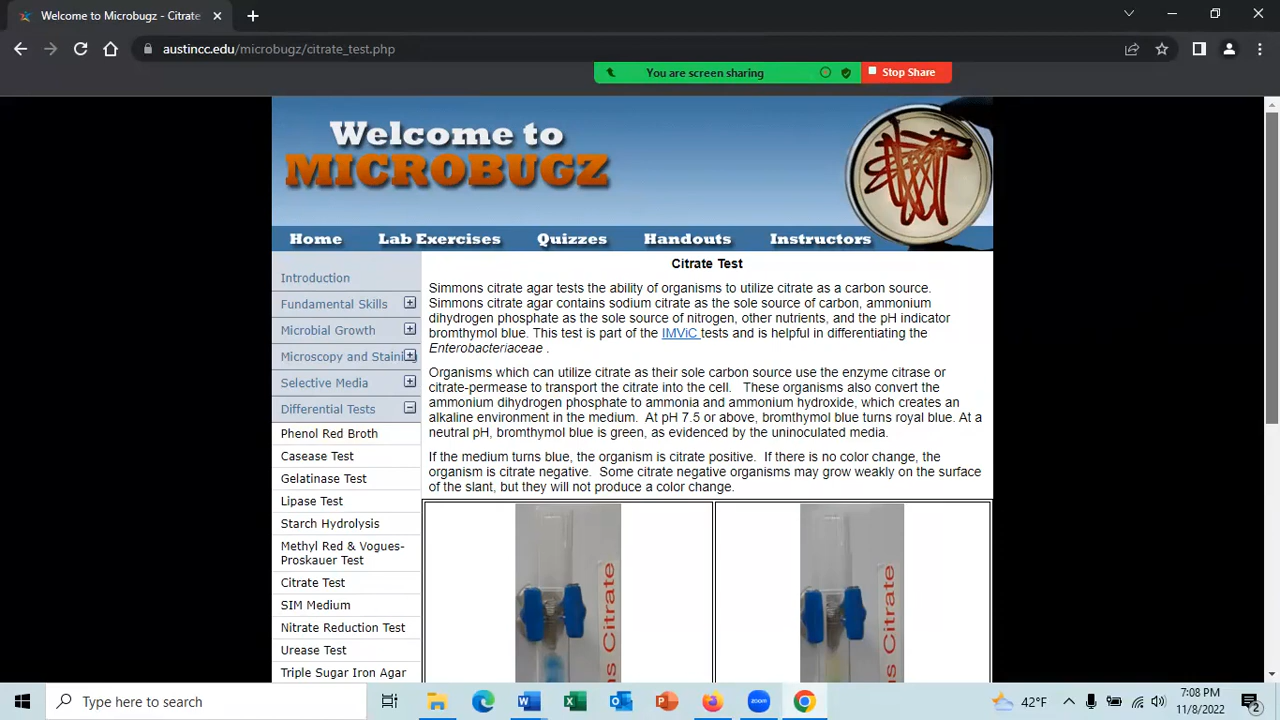 Welcome to Microbugz - Citrate
austincc.edu/microbugz/citrate_test.php
You are screen sharing
Stop Share
Welcome to
MICROBUGZ
Home
Lab Exercises
Quizzes
Handouts
Instructors
Introduction
Fundamental Skills
Microbial Growth
Microscopy and Staining
Selective Media
Differential Tests
Phenol Red Broth
Casease Test
Gelatinase Test
Lipase Test
Starch Hydrolysis
Methyl Red & Vogues-
Proskauer Test
Citrate Test
SIM Medium
Nitrate Reduction Test
Urease Test
Triple Sugar Iron Agar
Citrate Test
Simmons citrate agar tests the ability of organisms to utilize citrate as a carbon source.
Simmons citrate agar contains sodium citrate as the sole source of carbon, ammonium
dihydrogen phosphate as the sole source of nitrogen, other nutrients, and the pH indicator
bromthymol blue. This test is part of the IMViC tests and is helpful in differentiating the
Enterobacteriaceae .
Organisms which can utilize citrate as their sole carbon source use the enzyme citrase or
citrate-permease to transport the citrate into the cell. These organisms also convert the
ammonium dihydrogen phosphate to ammonia and ammonium hydroxide, which creates an
alkaline environment in the medium. At pH 7.5 or above, bromthymol blue turns royal blue. At a
neutral pH, bromthymol blue is green, as evidenced by the uninoculated media.
If the medium turns blue, the organism is citrate positive. If there is no color change, the
organism is citrate negative. Some citrate negative organisms may grow weakly on the surface
of the slant, but they will not produce a color change.
Citrate
s Citrate
Type here to search
42°F
7:08 PM
11/8/2022
2